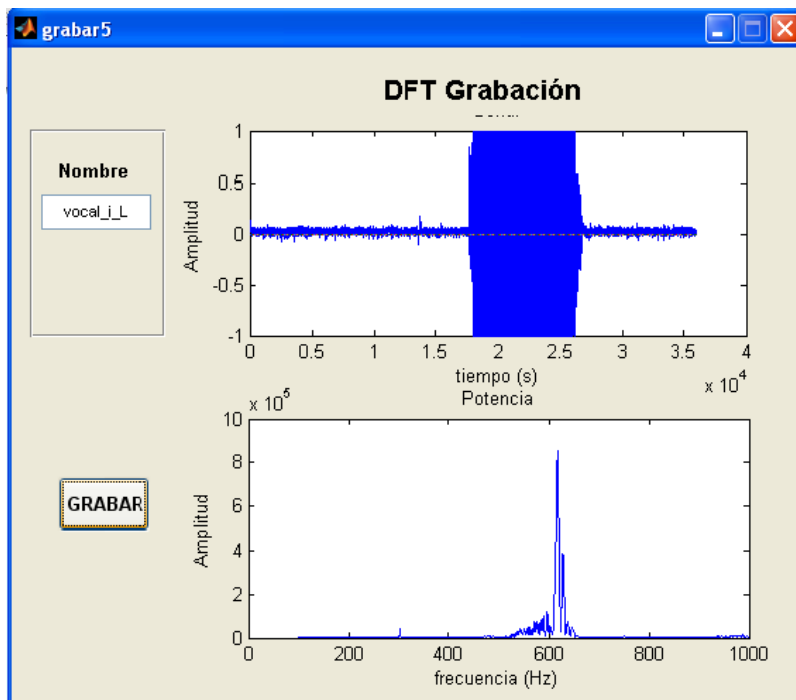 grabar5
DFT Grabación
Nombre
vocal_i_L
Amplitud
1
0.5
0
-0.5
-1
0 0.5 1 1.5 2 2.5 3 3.5 4
x 10^4
tiempo (s)
Potencia
x 10^5
Amplitud
10
8
6
4
2
0
0 200 400 600 800 1000
frecuencia (Hz)
GRABAR